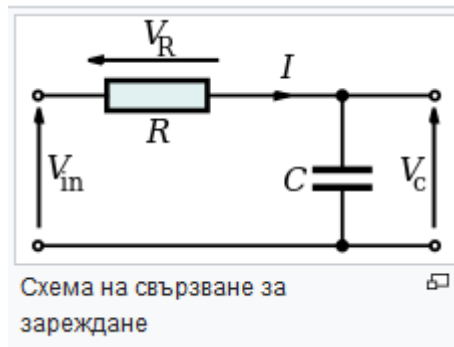 V_R
I
R
V_in
C
V_c
Схема на свързване за
зареждане